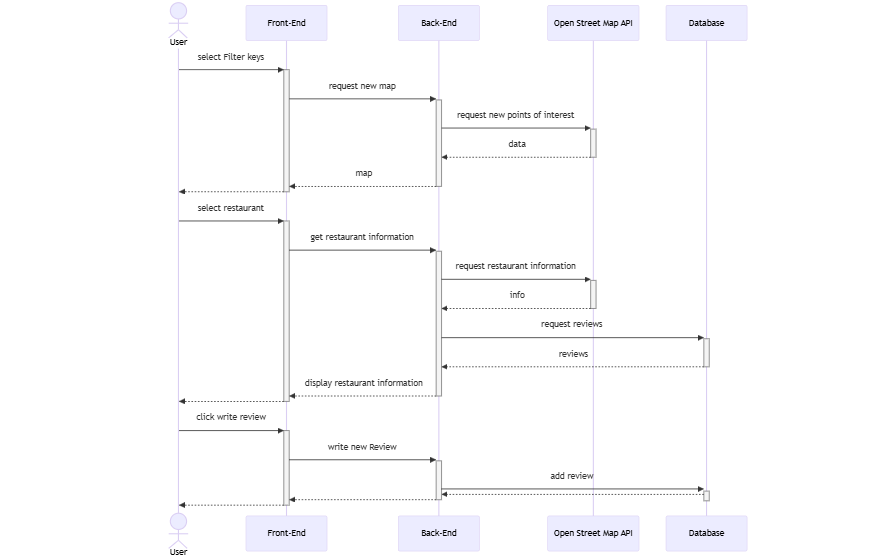 User
Front-End
Back-End
Open Street Map API
Database
select Filter keys
request new map
request new points of interest
data
map
select restaurant
get restaurant information
request restaurant information
info
request reviews
reviews
display restaurant information
click write review
write new Review
add review
User
Front-End
Back-End
Open Street Map API
Database